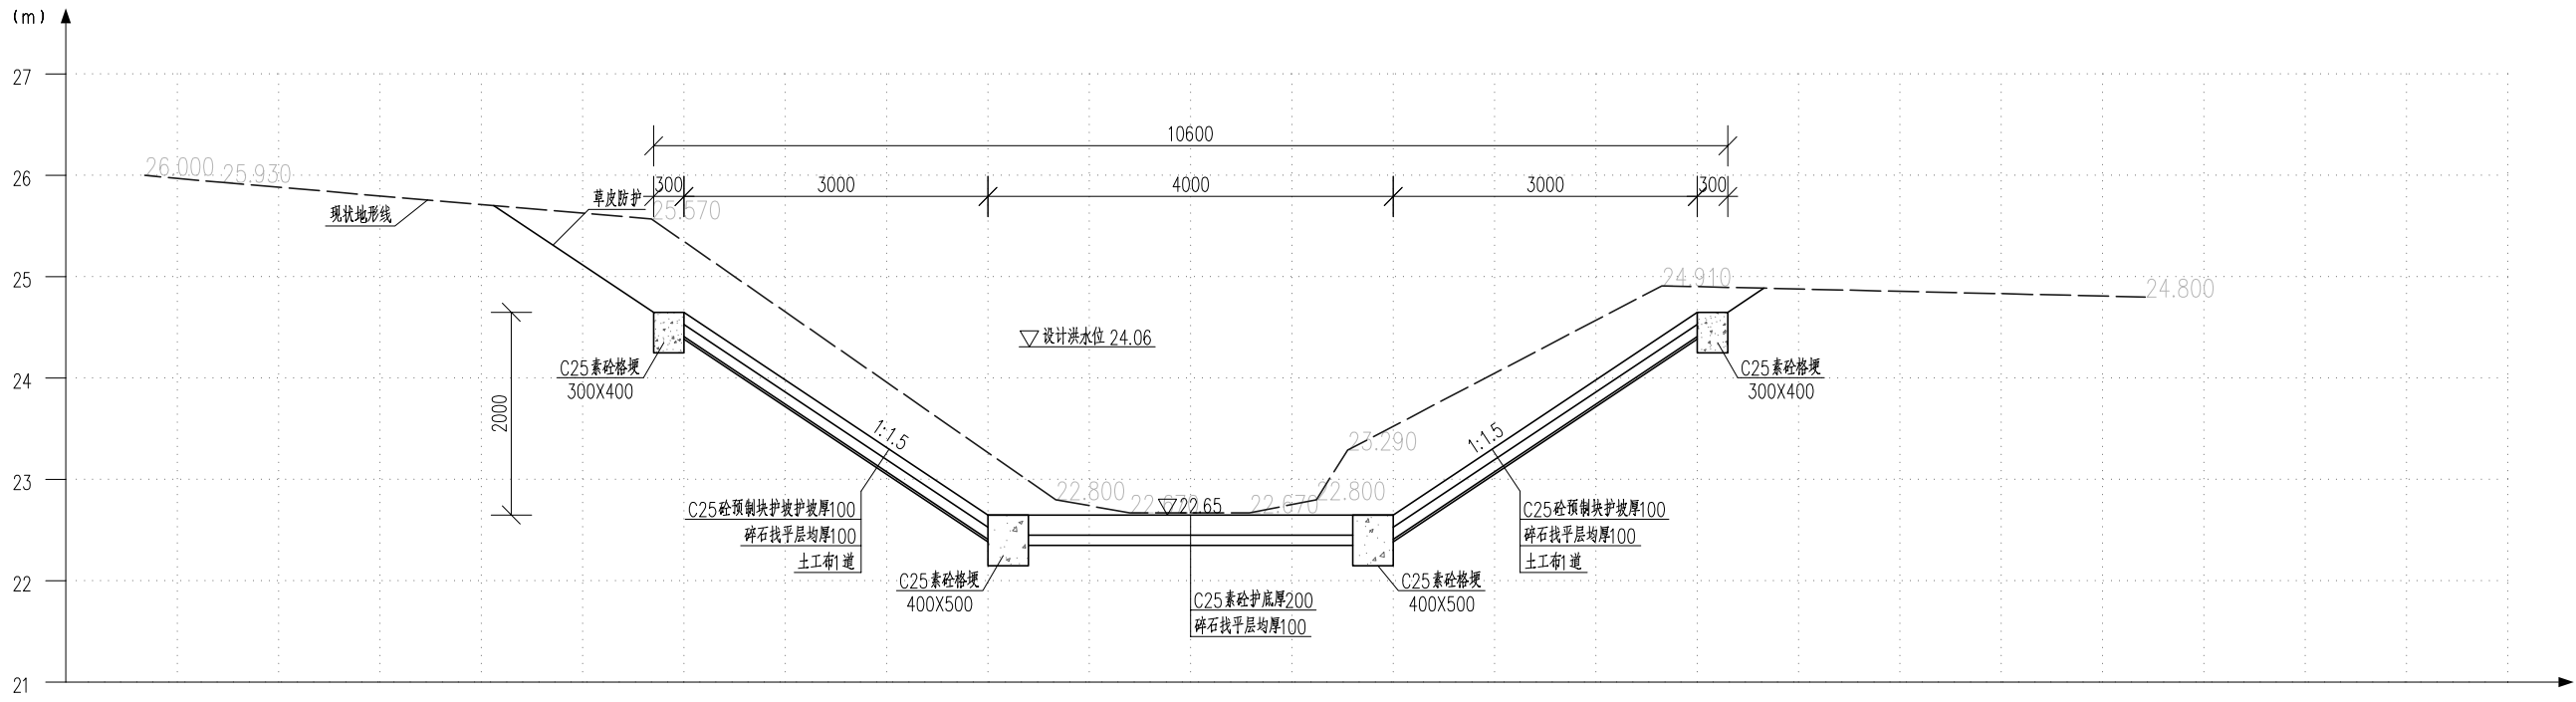 (m)
27
10600
26
26.000
25.930
草皮防护
300
3000
4000
3000
300
现状地形线
25.570
25
24.910
24.800
设计洪水位 24.06
C25素砼格埂
300X400
C25素砼格埂
300X400
24
2000
1:1.5
23.290
1:1.5
23
22.800
22.65
22.670
22.800
C25砼预制块护坡护坡厚100
碎石找平层均厚100
土工布1道
C25砼预制块护坡厚100
碎石找平层均厚100
土工布1道
22
C25素砼格埂
400X500
C25素砼护底厚200
碎石找平层均厚100
C25素砼格埂
400X500
21